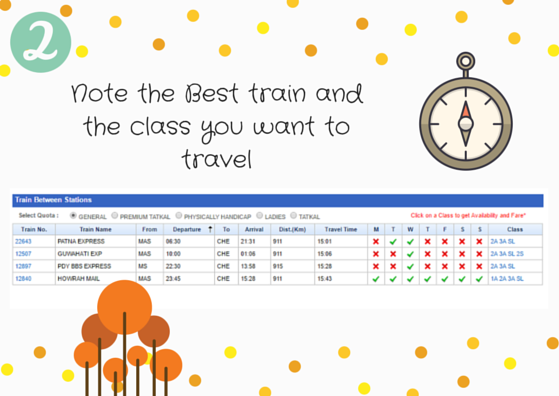 2
Note the Best train and
the class you want to
travel
Train Between Stations
Select Quota : GENERAL PREMIUM TATKAL PHYSICALLY HANDICAP LADIES TATKAL Click on a Class to get Availability and Fare*
Train No. Train Name From Departure To Arrival Dist.(Km) Travel Time M T W T F S S Class
22643 PATNA EXPRESS MAS 06:30 CHE 21:31 911 15:01 2A 3A SL
12507 GUWAHATI EXP MAS 10:00 CHE 01:06 911 15:06 2A 3A SL 2S
12897 PDY BBS EXPRESS MS 22:30 CHE 13:58 915 15:28 2A 3A SL
12840 HOWRAH MAIL MAS 23:45 CHE 15:28 911 15:43 1A 2A 3A SL